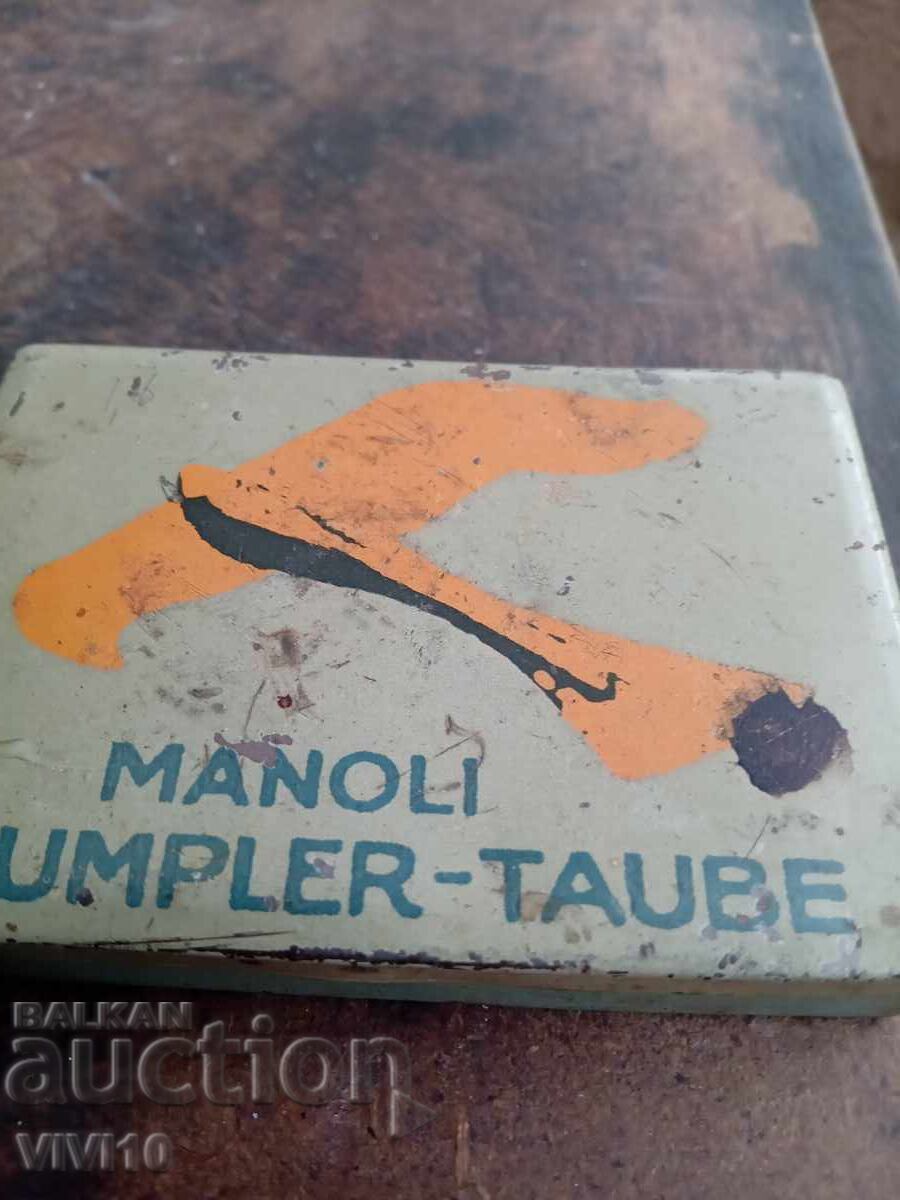 MANOLI
UMPLER-TAUBE
BALKAN
auction
VIVI10